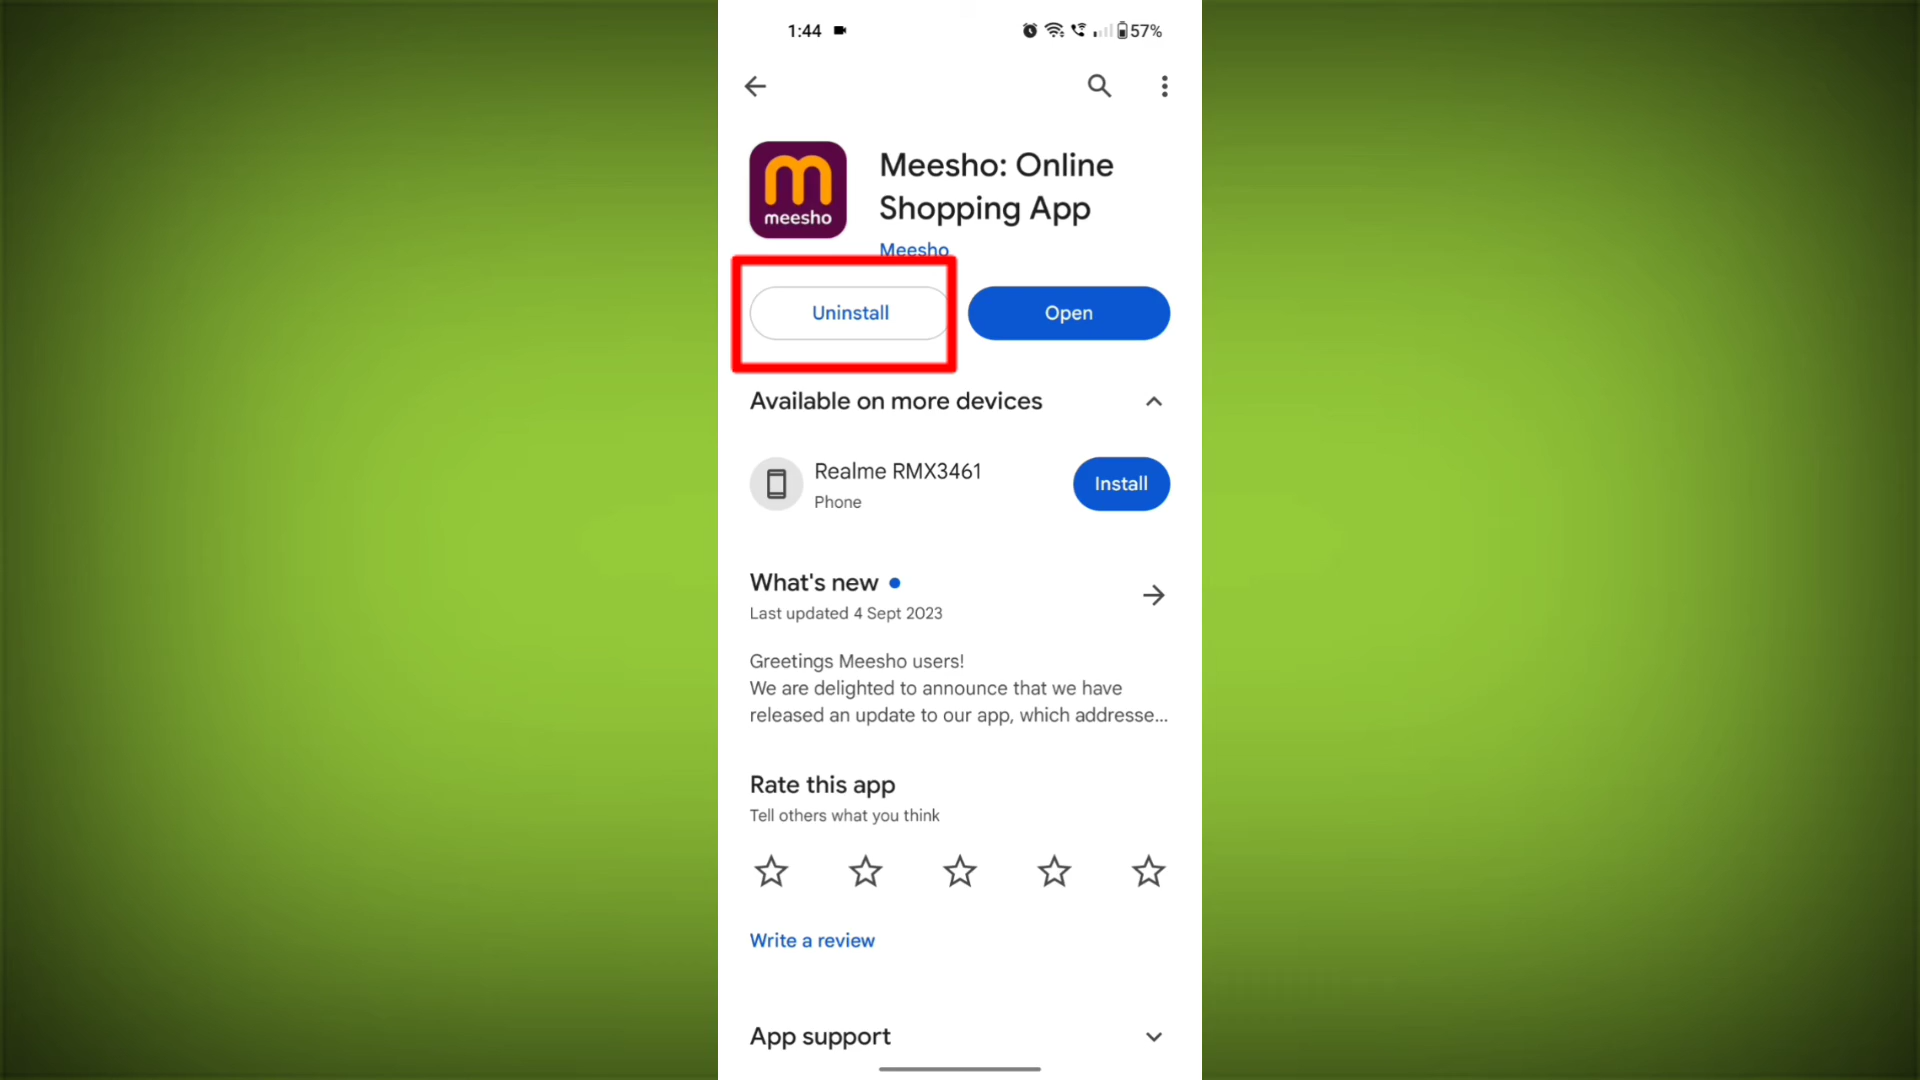 1:44
57%
meesho
Meesho: Online
Shopping App
Meesho
Uninstall
Open
Available on more devices
Realme RMX3461
Phone
Install
What's new
Last updated 4 Sept 2023
Greetings Meesho users!
We are delighted to announce that we have
released an update to our app, which addresse...
Rate this app
Tell others what you think
Write a review
App support